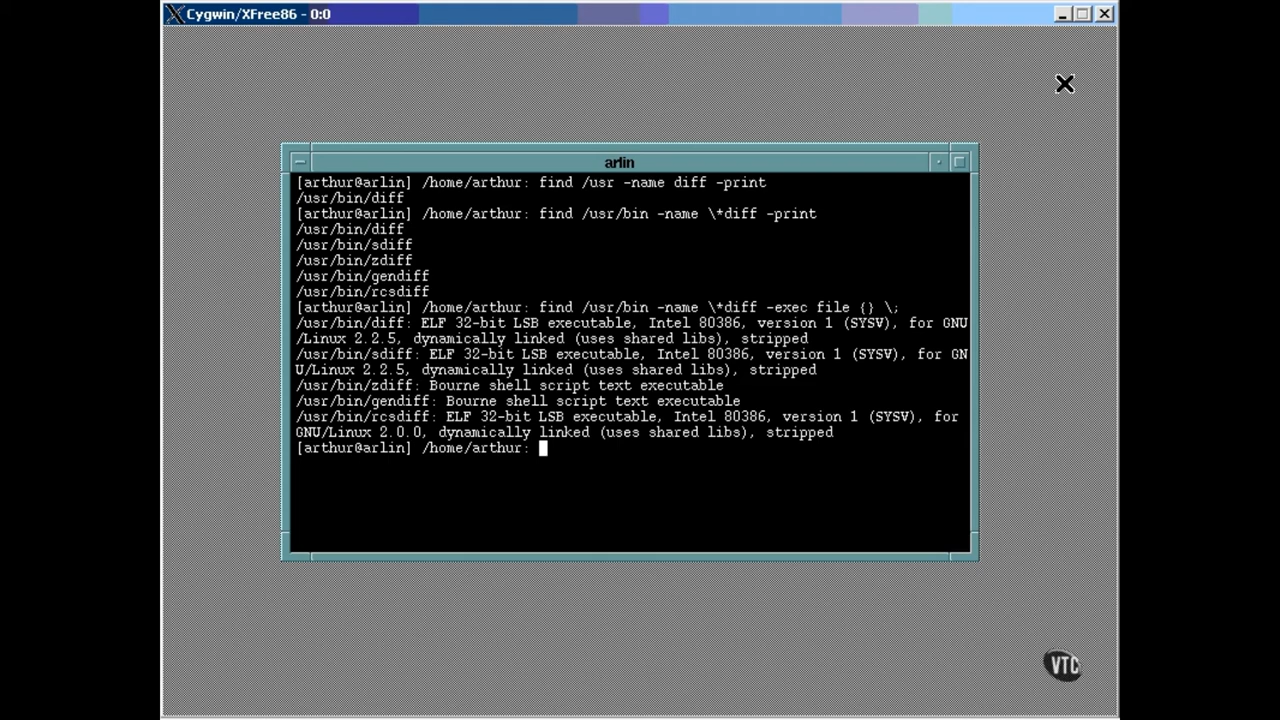 Cygwin/XFree86 - 0:0
arlin
[arthur@arlin] /home/arthur: find /usr -name diff -print
/usr/bin/diff
[arthur@arlin] /home/arthur: find /usr/bin -name \*diff -print
/usr/bin/diff
/usr/bin/sdiff
/usr/bin/zdiff
/usr/bin/gendiff
/usr/bin/rcsdiff
[arthur@arlin] /home/arthur: find /usr/bin -name \*diff -exec file {} \;
/usr/bin/diff: ELF 32-bit LSB executable, Intel 80386, version 1 (SYSV), for GNU
/Linux 2.2.5, dynamically linked (uses shared libs), stripped
/usr/bin/sdiff: ELF 32-bit LSB executable, Intel 80386, version 1 (SYSV), for GN
U/Linux 2.2.5, dynamically linked (uses shared libs), stripped
/usr/bin/zdiff: Bourne shell script text executable
/usr/bin/gendiff: Bourne shell script text executable
/usr/bin/rcsdiff: ELF 32-bit LSB executable, Intel 80386, version 1 (SYSV), for
GNU/Linux 2.0.0, dynamically linked (uses shared libs), stripped
[arthur@arlin] /home/arthur:
VTC